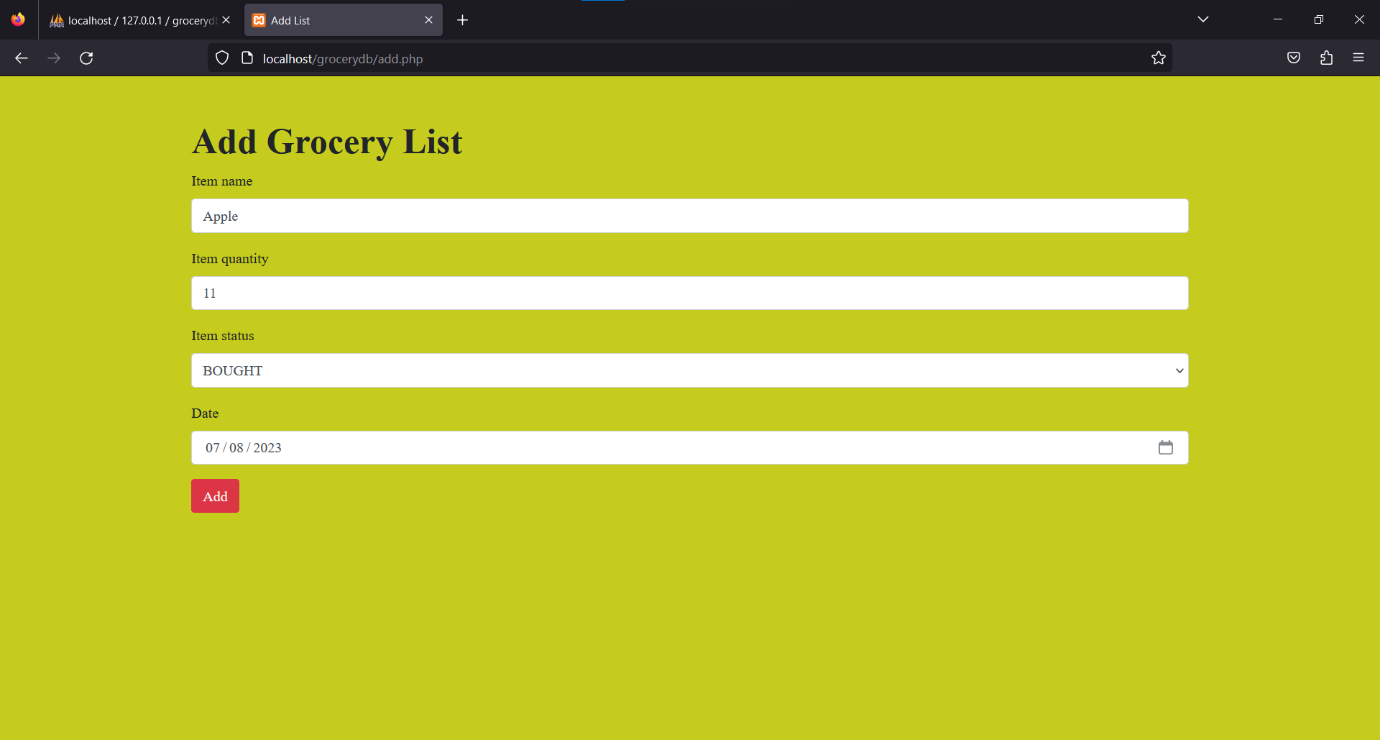 localhost / 127.0.0.1 / grocerydb
Add List
localhost/grocerydb/add.php
Add Grocery List
Item name
Apple
Item quantity
11
Item status
BOUGHT
Date
07 / 08 / 2023
Add